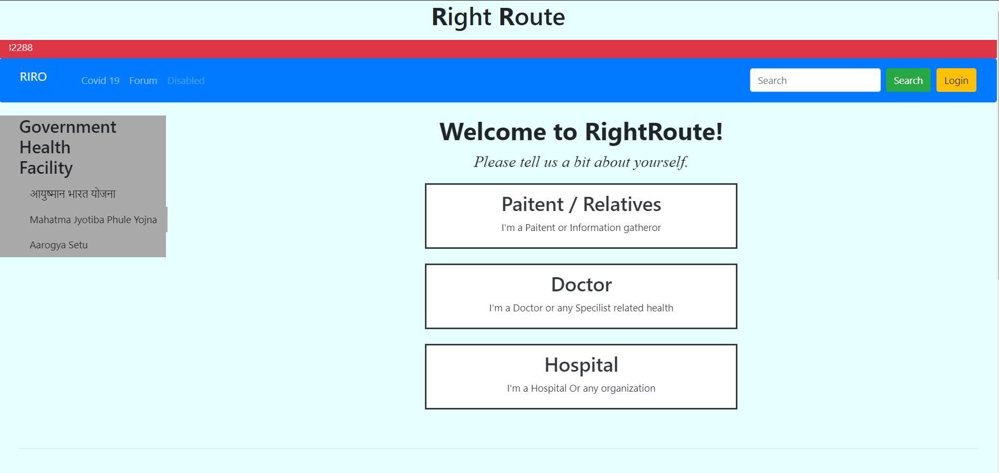 Right Route
32288
RIRO
Covid 19
Forum
Disabled
Search
Search
Login
Government
Health
Facility
आयुष्मान भारत योजना
Mahatma Jyotiba Phule Yojna
Aarogya Setu
Welcome to RightRoute!
Please tell us a bit about yourself.
Paitent / Relatives
I'm a Paitent or Information gatheror
Doctor
I'm a Doctor or any Specilist related health
Hospital
I'm a Hospital Or any organization